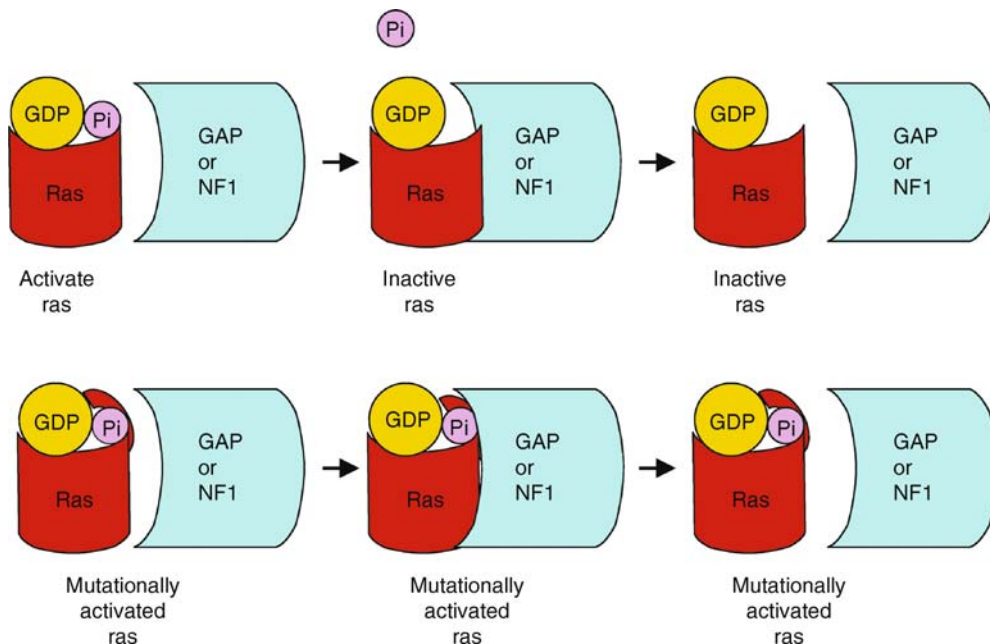 Pi
GDP
Pi
GAP
or
NF1
Ras
Activate
ras
GDP
GAP
or
NF1
Ras
Inactive
ras
GDP
GAP
or
NF1
Ras
Inactive
ras
GDP
Pi
GAP
or
NF1
Ras
Mutationally
activated
ras
GDP
Pi
GAP
or
NF1
Ras
Mutationally
activated
ras
GDP
Pi
GAP
or
NF1
Ras
Mutationally
activated
ras